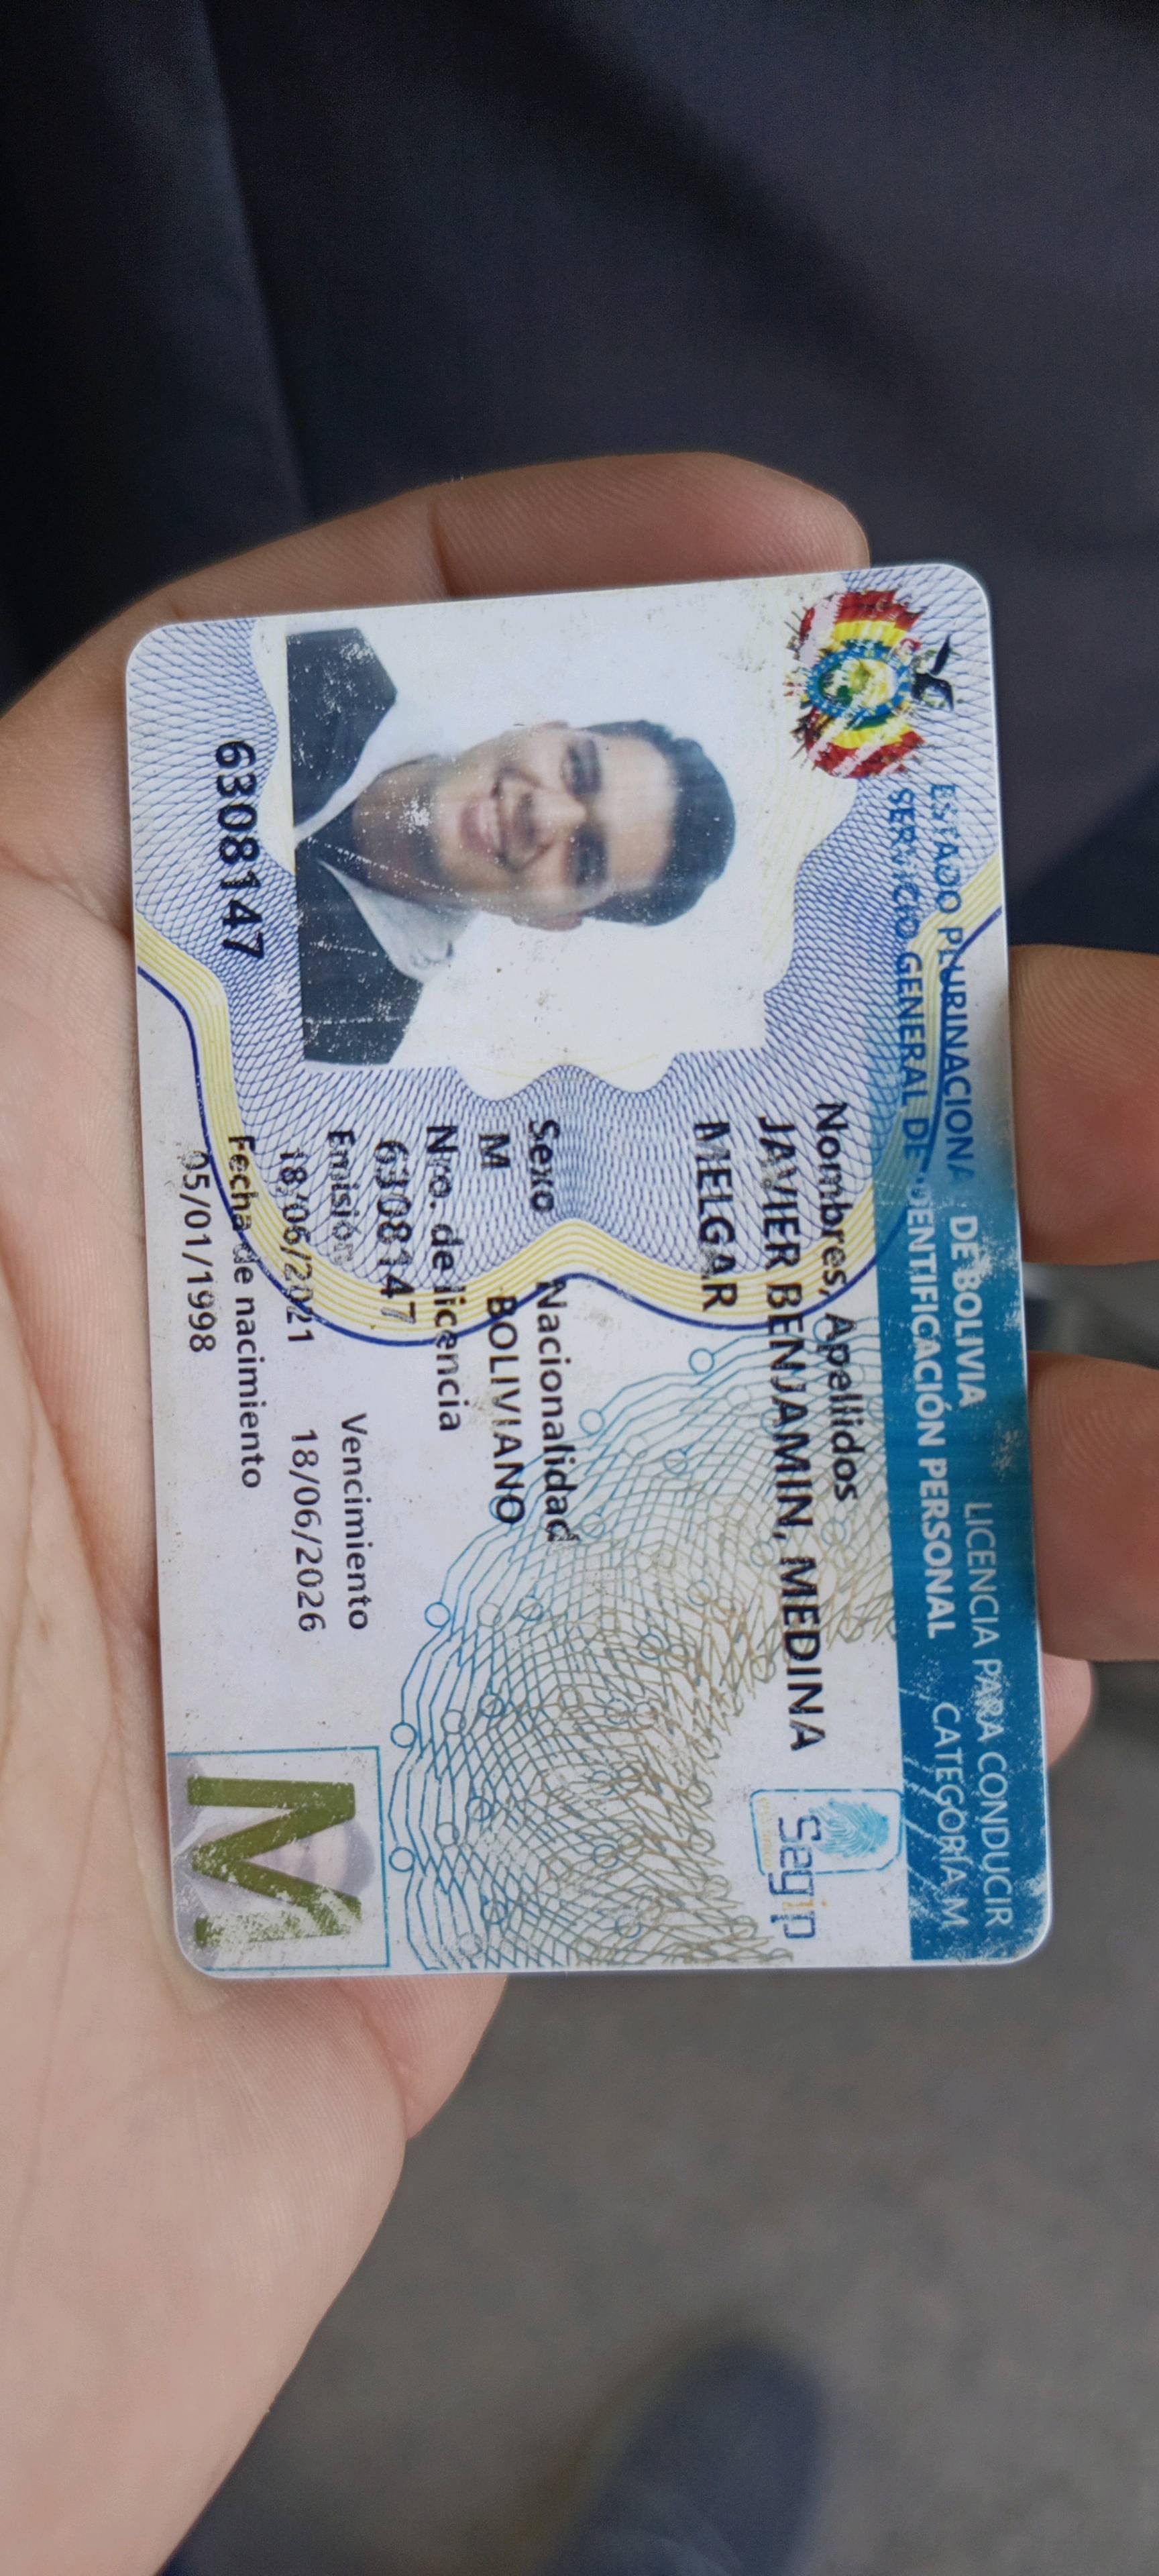 ESTADO PLURINACIONAL DE BOLIVIA
LICENCIA PARA CONDUCIR
SERVICIO GENERAL DE IDENTIFICACIÓN PERSONAL
CATEGORÍA M
Nombres, Apellidos
JAVIER BENJAMIN, MEDINA
MELGAR
segip
Sexo Nacionalidad
M BOLIVIANO
Nro. de licencia
6308147
Emisión Vencimiento
18/06/2021 18/06/2026
Fecha de nacimiento
05/01/1998
6308147
M